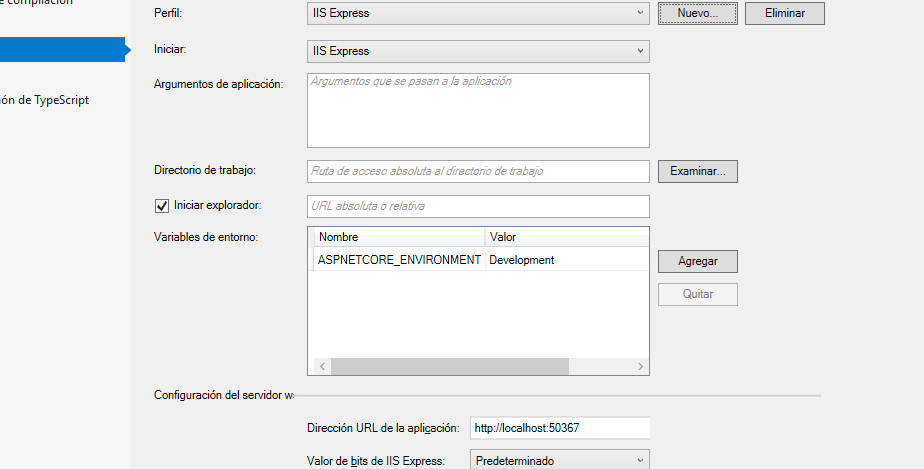 compilación
Perfil:
IIS Express
Nuevo...
Eliminar
Iniciar:
IIS Express
ión de TypeScript
Argumentos de aplicación:
Argumentos que se pasan a la aplicación
Directorio de trabajo:
Ruta de acceso absoluta al directorio de trabajo
Examinar...
Iniciar explorador:
URL absoluta o relativa
Variables de entorno:
Nombre
Valor
ASPNETCORE_ENVIRONMENT
Development
Agregar
Quitar
Configuración del servidor w
Dirección URL de la aplicación:
http://localhost:50367
Valor de bits de IIS Express:
Predeterminado